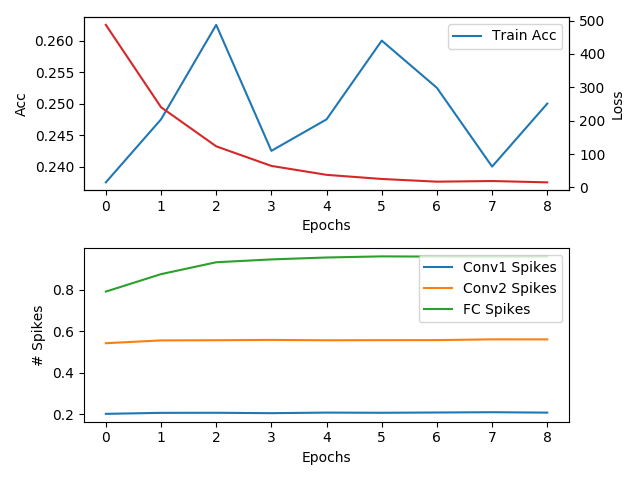 0.260
0.255
0.250
0.245
0.240
Acc
Train Acc
500
400
300
200
100
0
Loss
0 1 2 3 4 5 6 7 8
Epochs
0.8
0.6
0.4
0.2
# Spikes
Conv1 Spikes
Conv2 Spikes
FC Spikes
0 1 2 3 4 5 6 7 8
Epochs